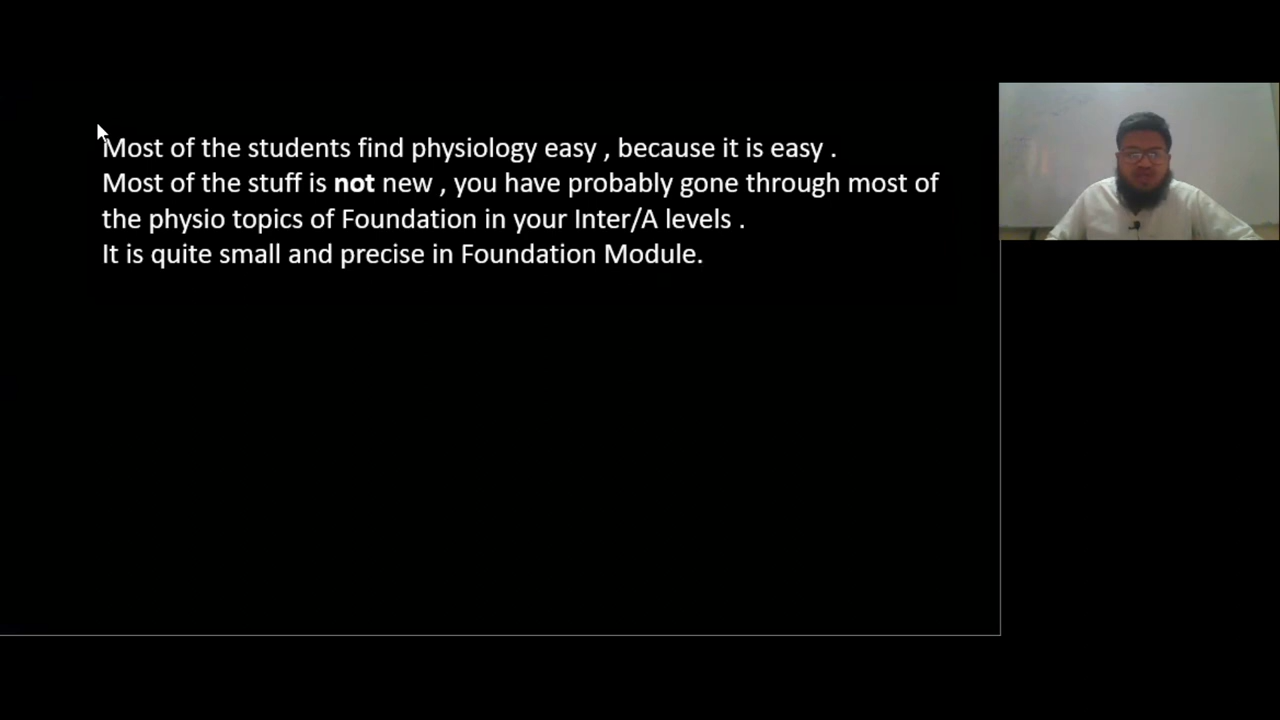 Most of the students find physiology easy , because it is easy .
Most of the stuff is not new , you have probably gone through most of
the physio topics of Foundation in your Inter/A levels .
It is quite small and precise in Foundation Module.